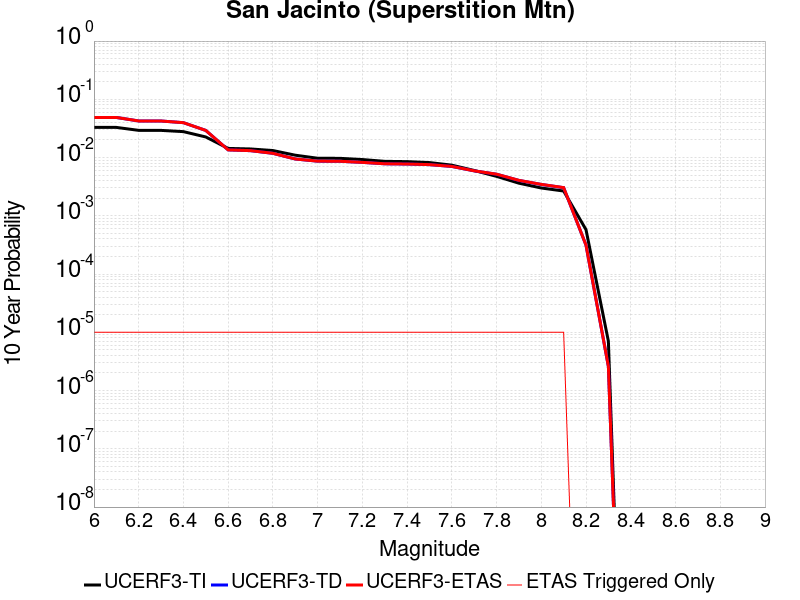 San Jacinto (Superstition Mtn)
10^0
10^-1
10^-2
10^-3
10^-4
10^-5
10^-6
10^-7
10^-8
10 Year Probability
6 6.2 6.4 6.6 6.8 7 7.2 7.4 7.6 7.8 8 8.2 8.4 8.6 8.8 9
Magnitude
UCERF3-TI UCERF3-TD UCERF3-ETAS ETAS Triggered Only